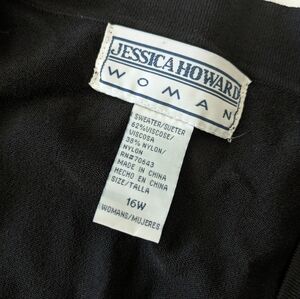 JESSICA HOWARD
WOMAN
SWEATER/SUETER
62%VISCOSE/
VISCOSA
38% NYLON/
NYLON
RN#70643
MADE IN CHINA
HECHO EN CHINA
SIZE/TALLA
16W
WOMANS/MUJERES